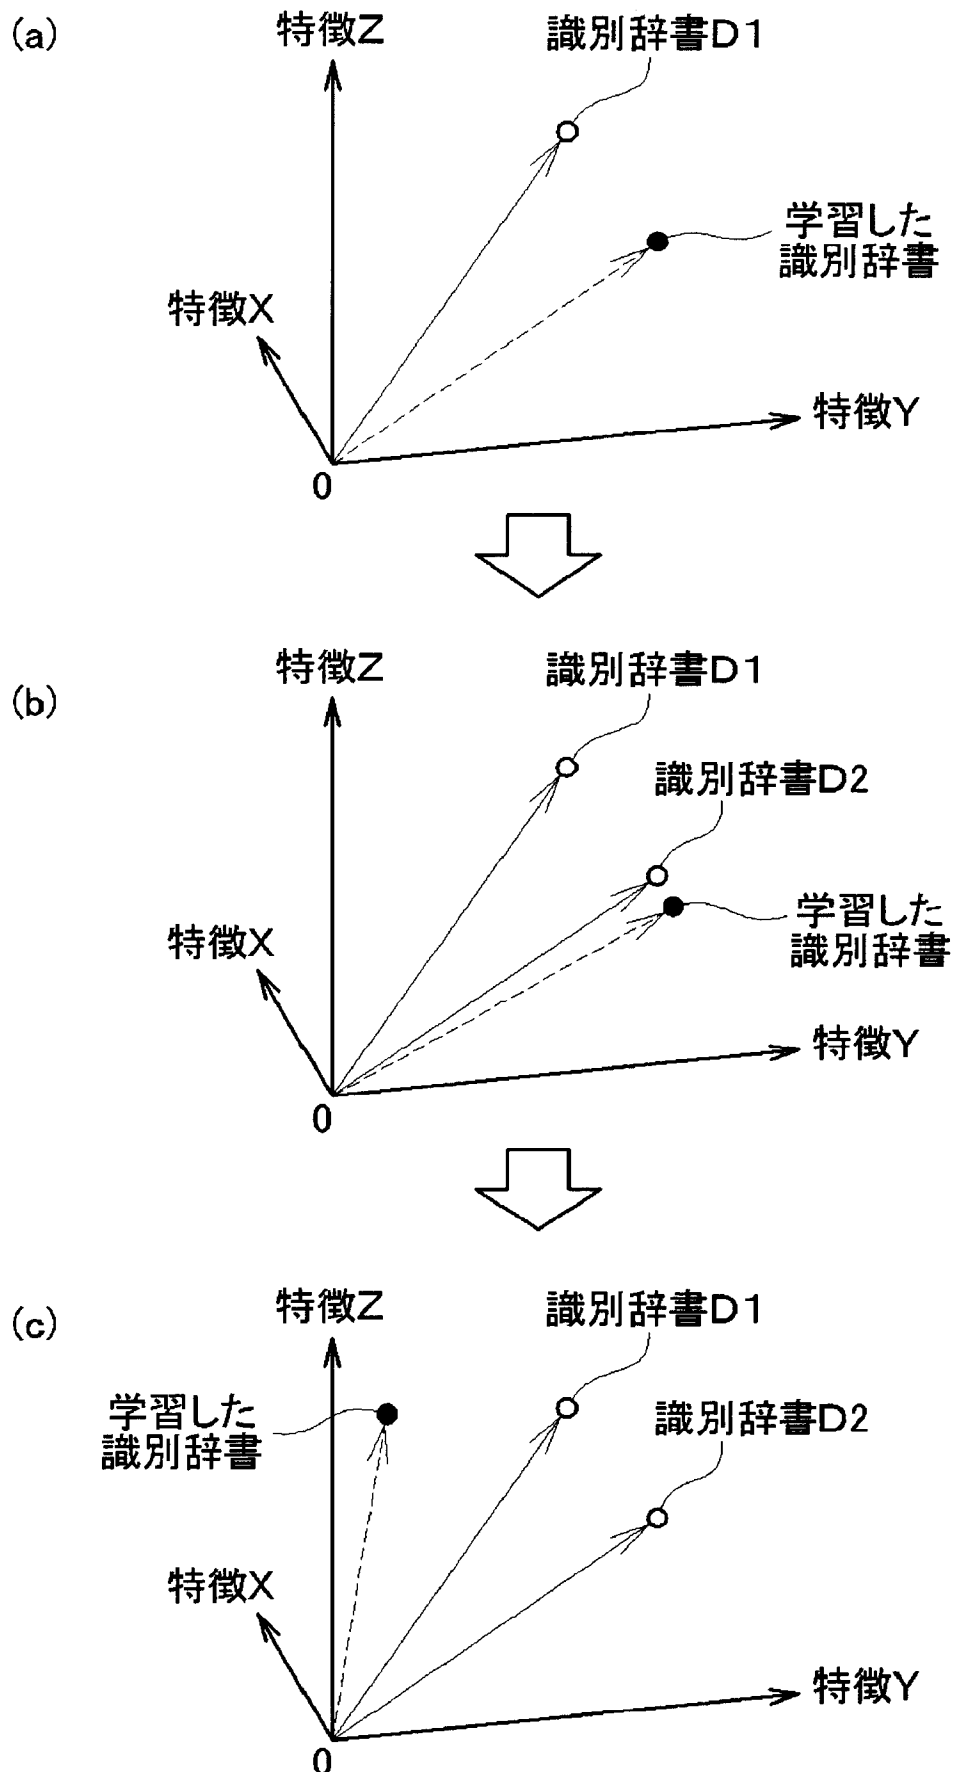 (a)
特徴Z
識別辞書D1
学習した
識別辞書
特徴X
特徴Y
0
(b)
特徴Z
識別辞書D1
識別辞書D2
学習した
識別辞書
特徴X
特徴Y
0
(c)
特徴Z
識別辞書D1
学習した
識別辞書
識別辞書D2
特徴X
特徴Y
0